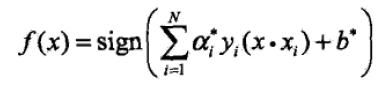 f(x) = sign(∑_{i=1}^{N} α_i^* y_i (x • x_i) + b^*)